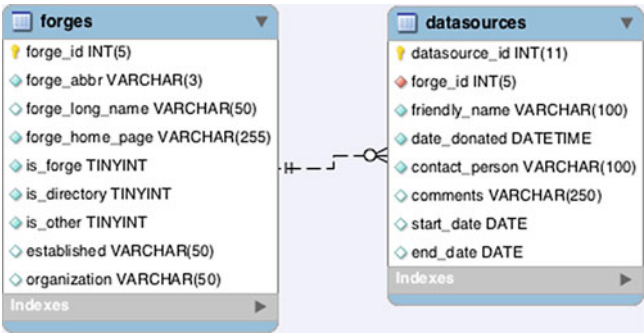 forges
forge_id INT(5)
forge_abbr VARCHAR(3)
forge_long_name VARCHAR(50)
forge_home_page VARCHAR(255)
is_forge TINYINT
is_directory TINYINT
is_other TINYINT
established VARCHAR(50)
organization VARCHAR(50)
Indexes
datasources
datasource_id INT(11)
forge_id INT(5)
friendly_name VARCHAR(100)
date_donated DATETIME
contact_person VARCHAR(100)
comments VARCHAR(250)
start_date DATE
end_date DATE
Indexes